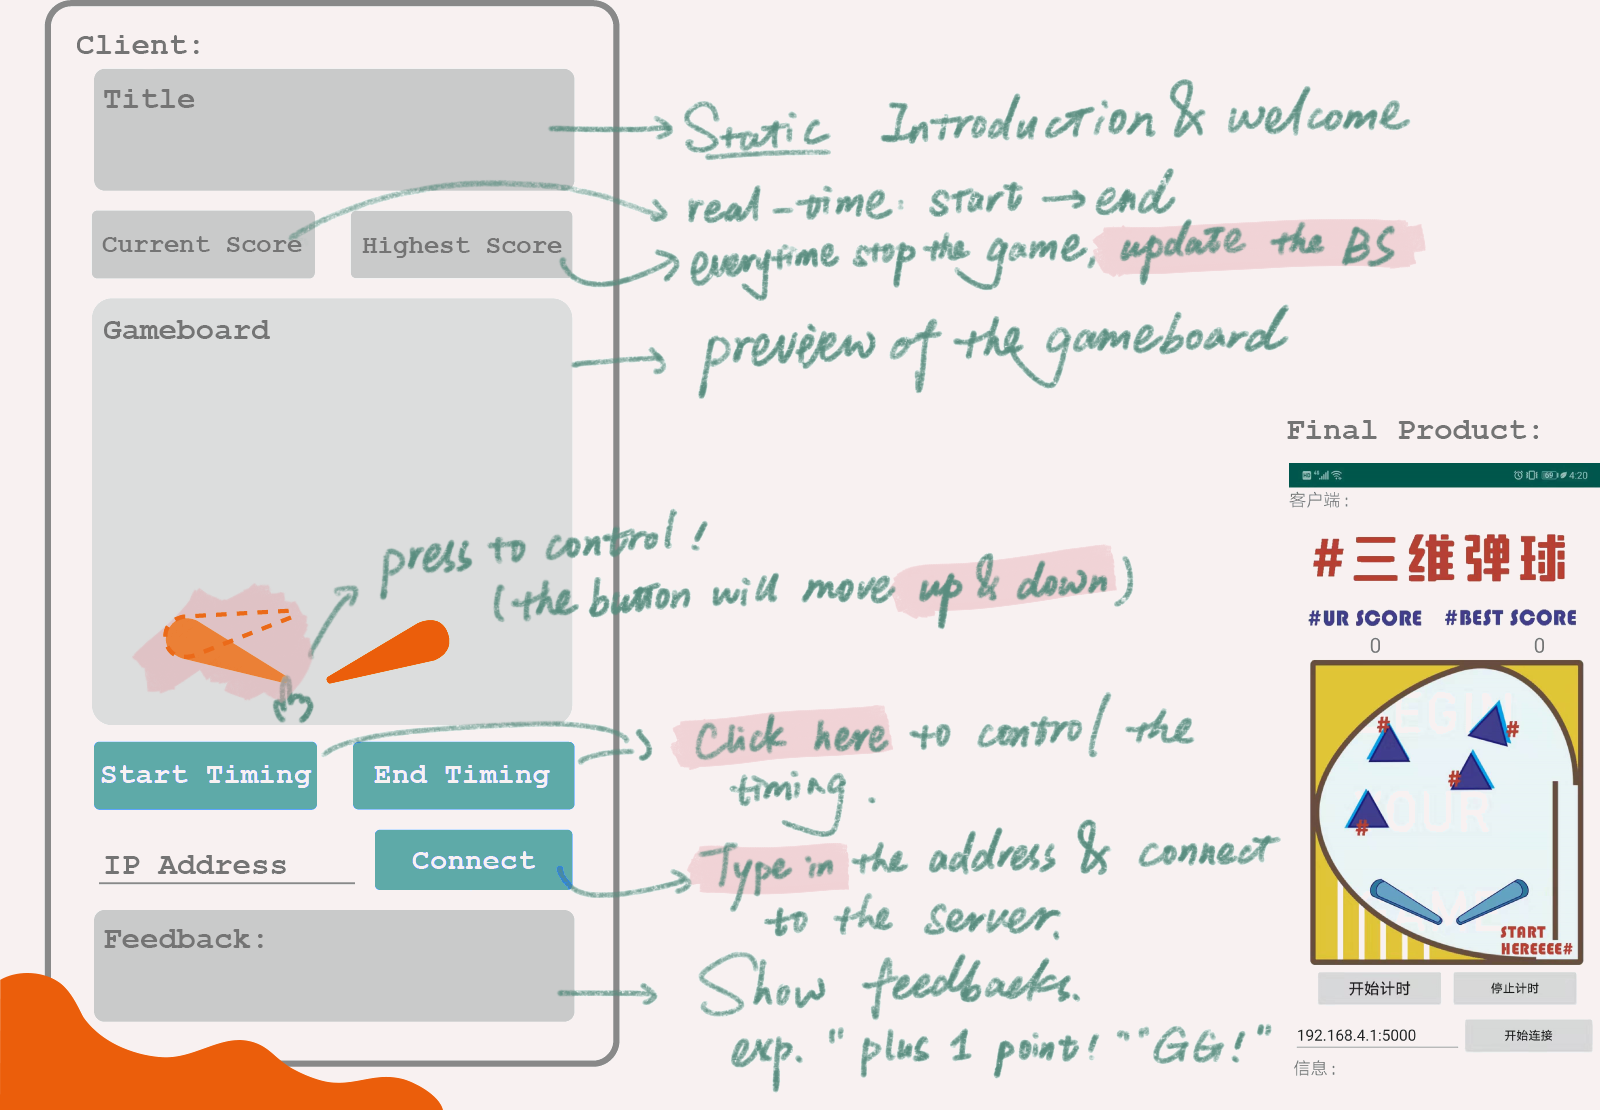 Client:
Title
Static Introduction & welcome
real-time: start → end
Current Score
Highest Score
everytime stop the game, update the BS
Gameboard
preview of the gameboard
press to control!
(the button will move up & down)
Start Timing
End Timing
Click here to control the
timing.
IP Address
Connect
Type in the address & connect
to the server.
Feedback:
Show feedbacks.
exp. "plus 1 point!" "GG!"
Final Product:
4:20
客户端:
#三维弹球
#UR SCORE #BEST SCORE
0 0
BEGIN
YOUR
#
#
#
#
START
HEREEEE#
开始计时
停止计时
192.168.4.1:5000
开始连接
信息: